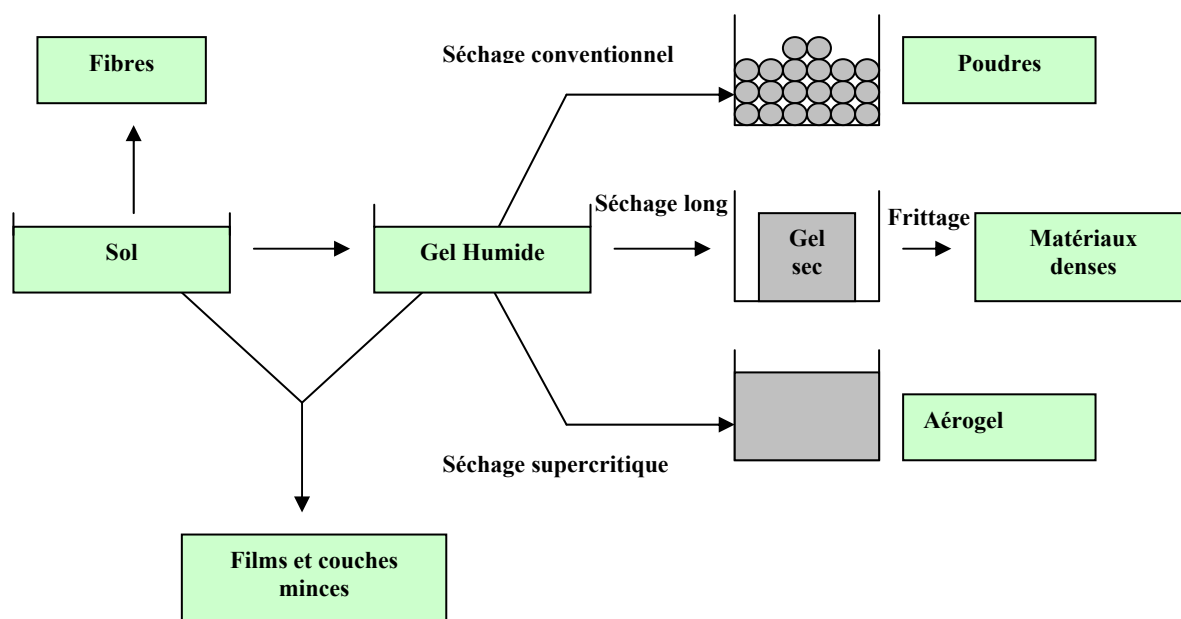 Fibres
Séchage conventionnel
Poudres
Sol
Gel Humide
Séchage long
Gel
sec
Frittage
Matériaux
denses
Séchage supercritique
Aérogel
Films et couches
minces